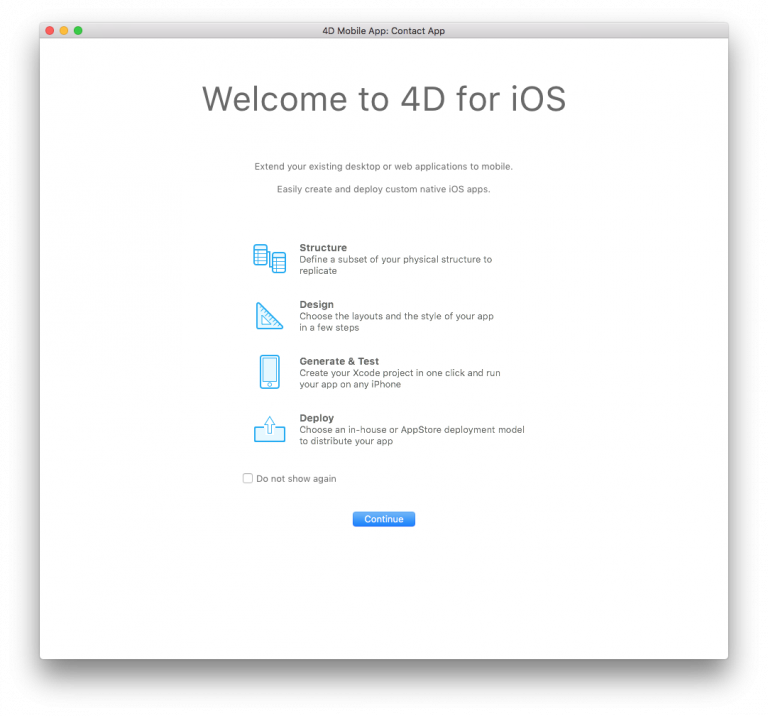 4D Mobile App: Contact App
Welcome to 4D for iOS
Extend your existing desktop or web applications to mobile.
Easily create and deploy custom native iOS apps.
Structure
Define a subset of your physical structure to
replicate
Design
Choose the layouts and the style of your app
in a few steps
Generate & Test
Create your Xcode project in one click and run
your app on any iPhone
Deploy
Choose an in-house or AppStore deployment model
to distribute your app
Do not show again
Continue